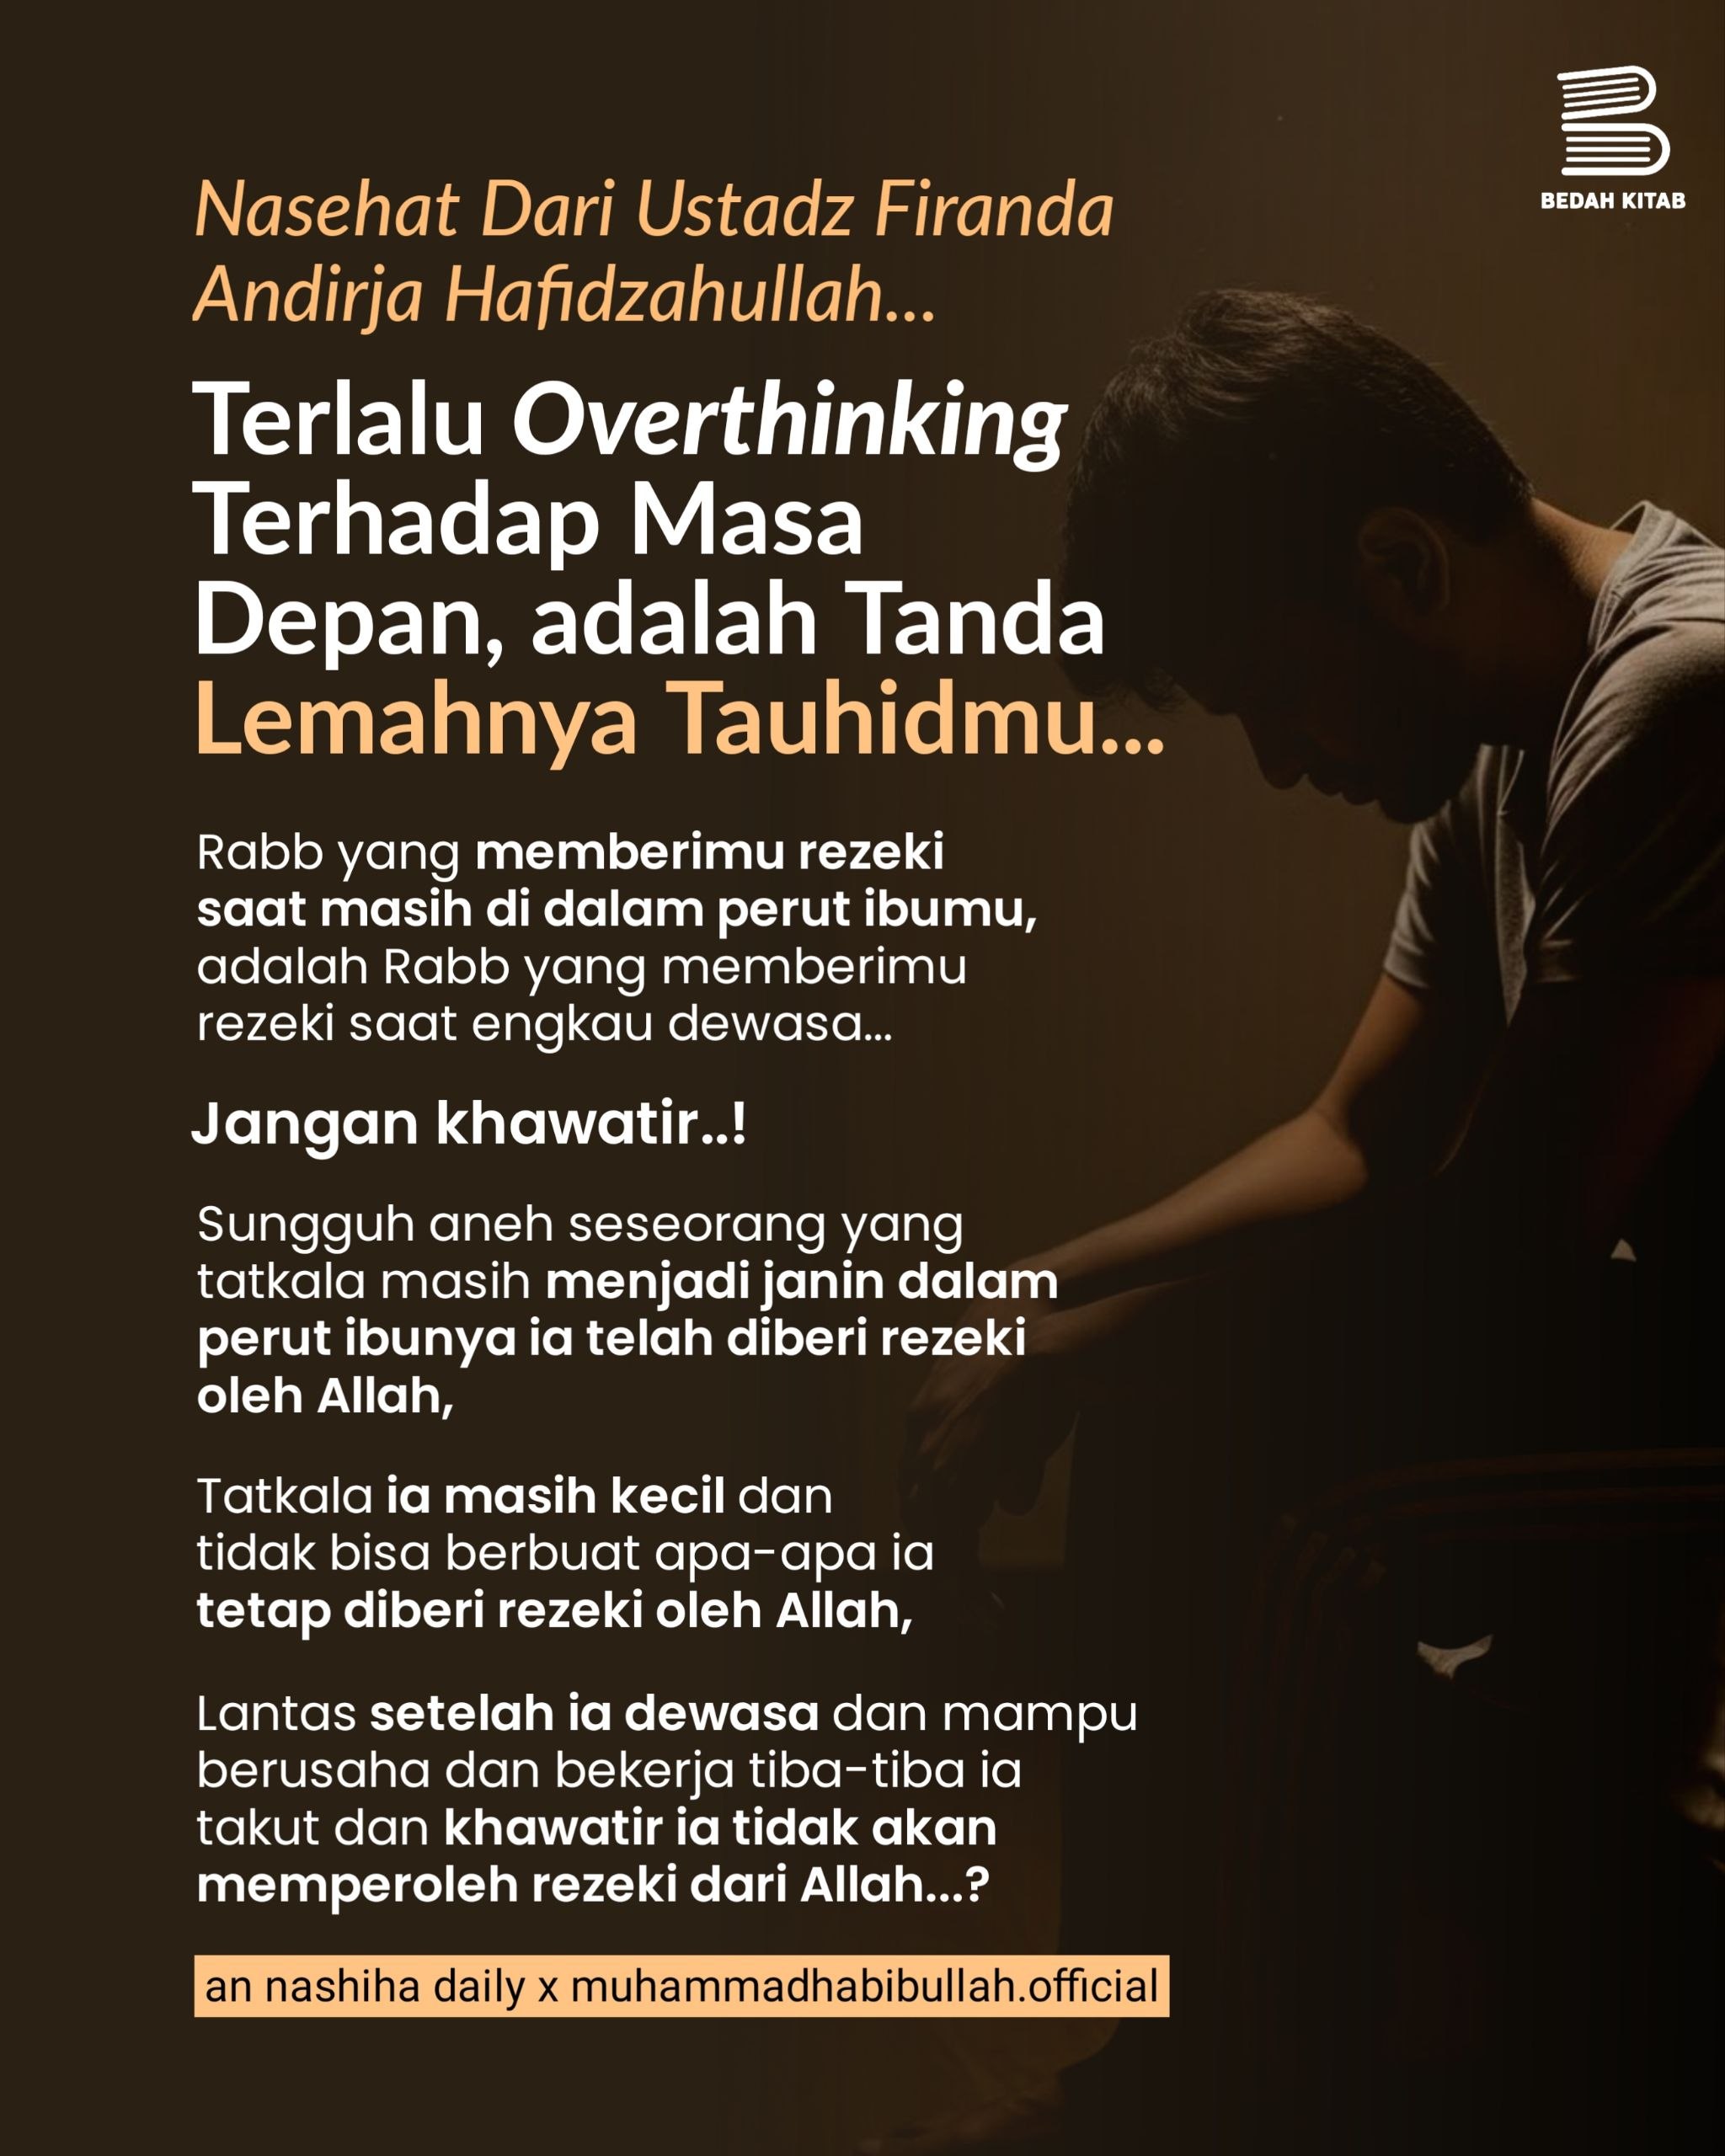 BEDAH KITAB
Nasehat Dari Ustadz Firanda
Andirja Hafidzahullah...
Terlalu Overthinking
Terhadap Masa
Depan, adalah Tanda
Lemahnya Tauhidmu...
Rabb yang memberimu rezeki
saat masih di dalam perut ibumu,
adalah Rabb yang memberimu
rezeki saat engkau dewasa...
Jangan khawatir..!
Sungguh aneh seseorang yang
tatkala masih menjadi janin dalam
perut ibunya ia telah diberi rezeki
oleh Allah,
Tatkala ia masih kecil dan
tidak bisa berbuat apa-apa ia
tetap diberi rezeki oleh Allah,
Lantas setelah ia dewasa dan mampu
berusaha dan bekerja tiba-tiba ia
takut dan khawatir ia tidak akan
memperoleh rezeki dari Allah...?
an nashiha daily x muhammadhabibullah.official